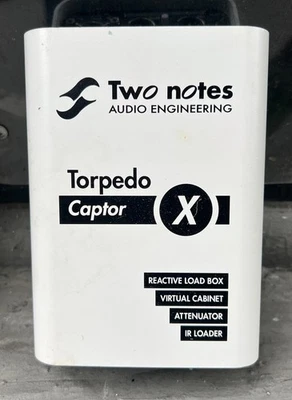 Two notes
AUDIO ENGINEERING
Torpedo
Captor X
REACTIVE LOAD BOX
VIRTUAL CABINET
ATTENUATOR
IR LOADER